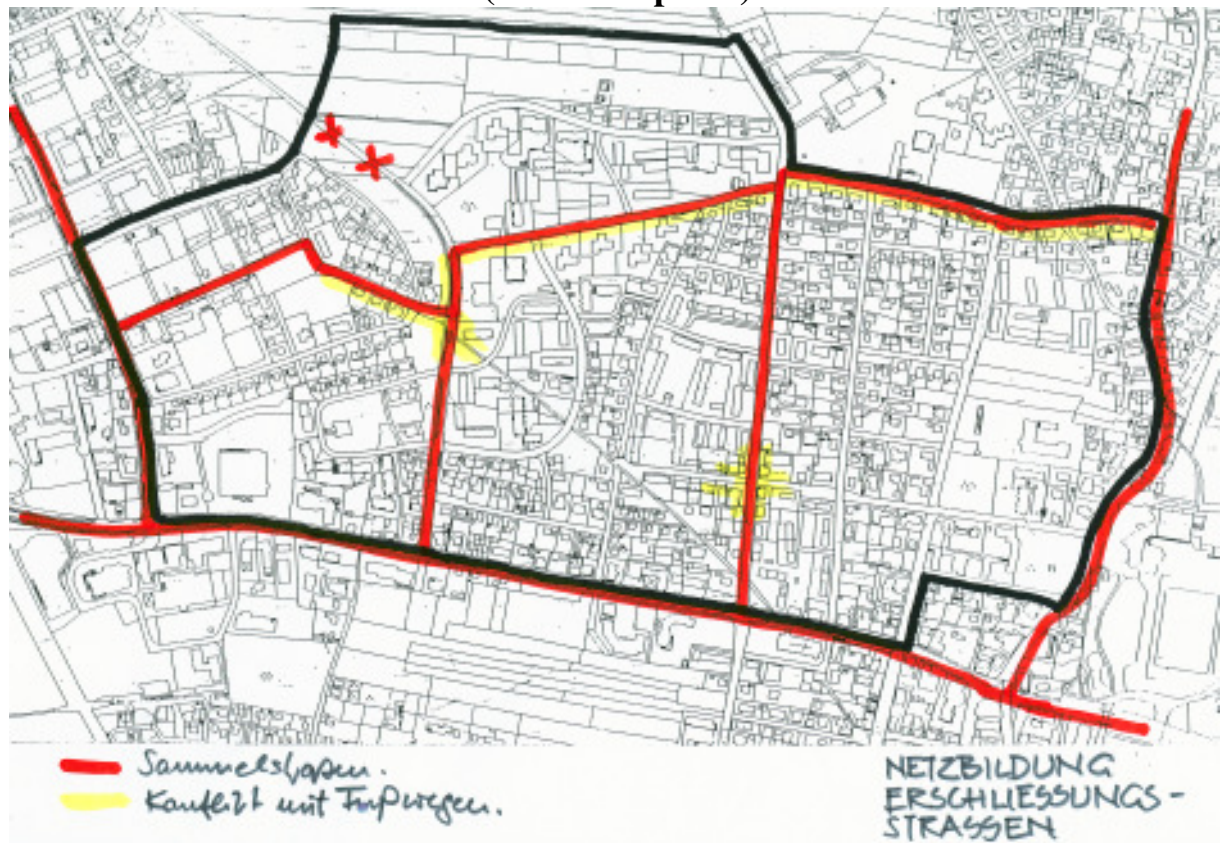 Sammelstraßen.
Konflikt mit Fußwegen.
NETZBILDUNG
ERSCHLIESSUNGS-
STRASSEN